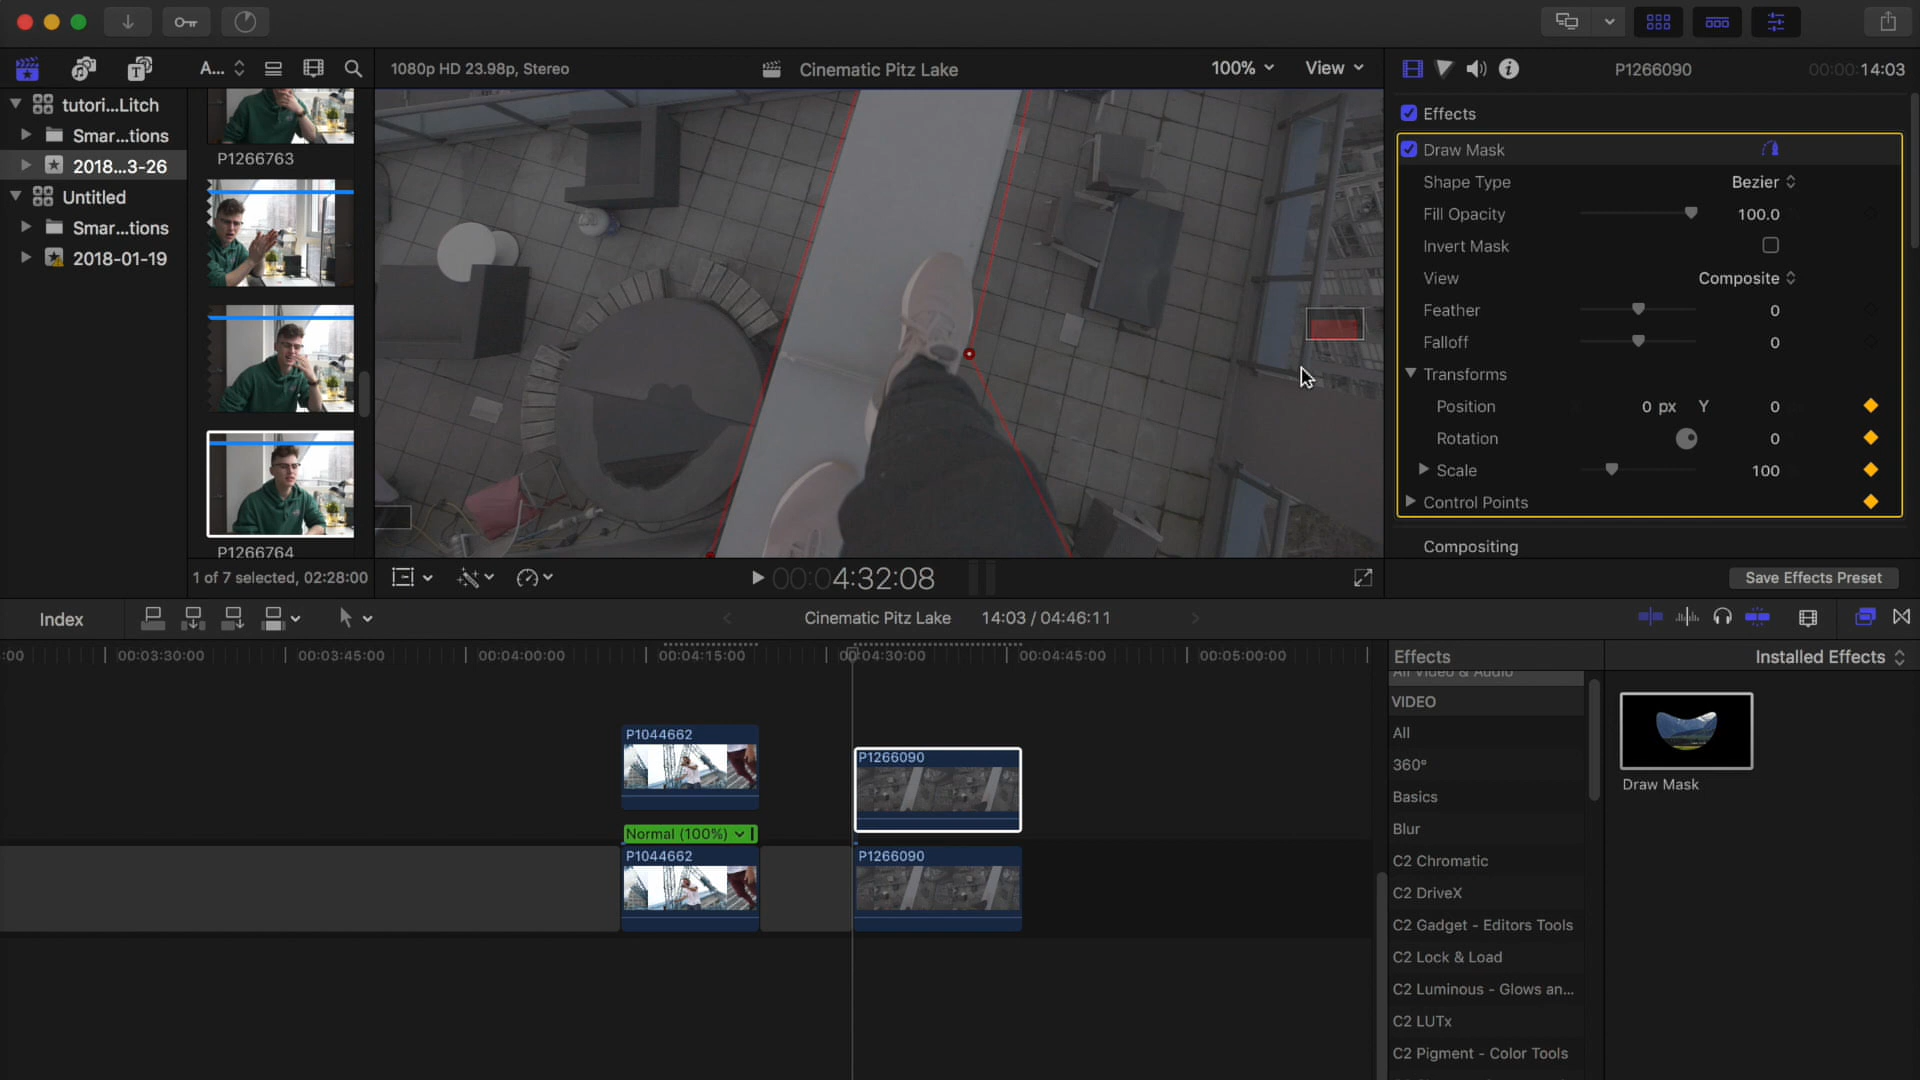 A...
1080p HD 23.98p, Stereo
Cinematic Pitz Lake
100%
View
P1266090
00:00:14:03
tutori...Litch
Smar...tions
2018...3-26
Untitled
Smar...tions
2018-01-19
P1266763
P1266764
1 of 7 selected, 02:28:00
00:04:32:08
Effects
Draw Mask
Shape Type
Bezier
Fill Opacity
100.0
Invert Mask
View
Composite
Feather
0
Falloff
0
Transforms
Position
0 px Y 0
Rotation
0
Scale
100
Control Points
Compositing
Save Effects Preset
Index
Cinematic Pitz Lake
14:03 / 04:46:11
:00
00:03:30:00
00:03:45:00
00:04:00:00
00:04:15:00
00:04:30:00
00:04:45:00
00:05:00:00
P1044662
Normal (100%)
P1044662
P1266090
P1266090
Effects
Installed Effects
All Video & Audio
VIDEO
All
360°
Basics
Blur
C2 Chromatic
C2 DriveX
C2 Gadget - Editors Tools
C2 Lock & Load
C2 Luminous - Glows an...
C2 LUTx
C2 Pigment - Color Tools
Draw Mask